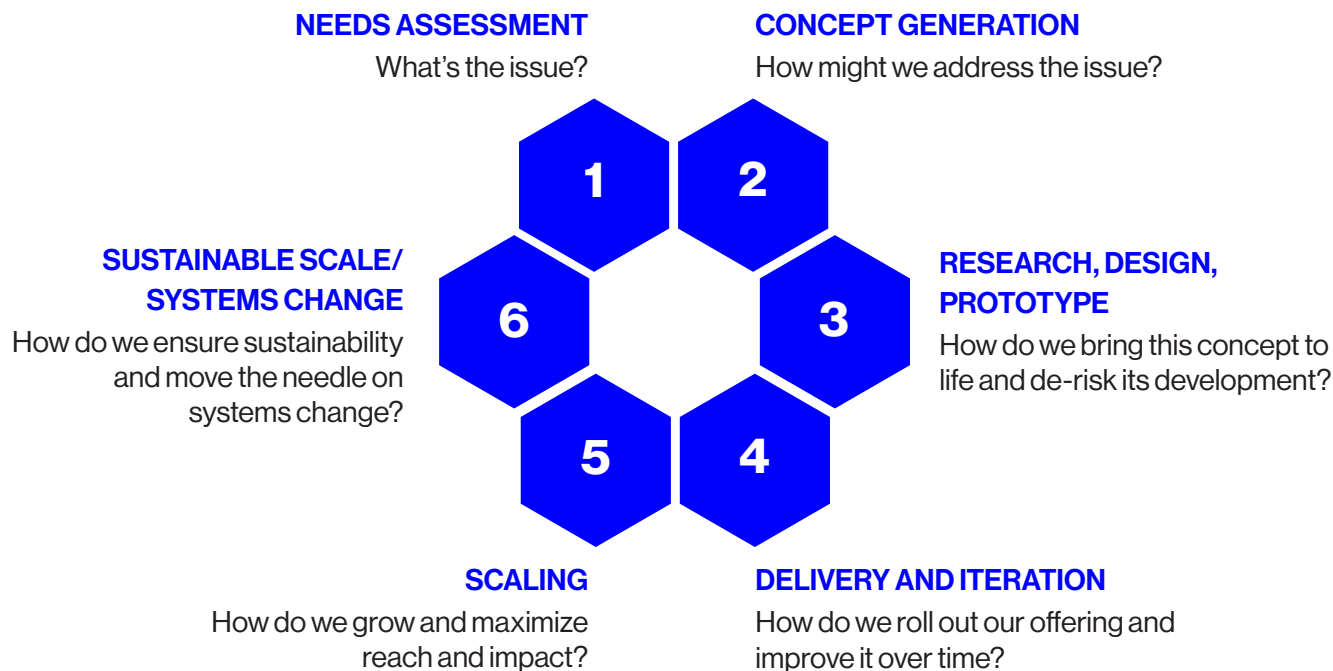 NEEDS ASSESSMENT
What's the issue?
CONCEPT GENERATION
How might we address the issue?
1
2
3
4
5
6
RESEARCH, DESIGN,
PROTOTYPE
How do we bring this concept to
life and de-risk its development?
DELIVERY AND ITERATION
How do we roll out our offering and
improve it over time?
SCALING
How do we grow and maximize
reach and impact?
SUSTAINABLE SCALE/
SYSTEMS CHANGE
How do we ensure sustainability
and move the needle on
systems change?